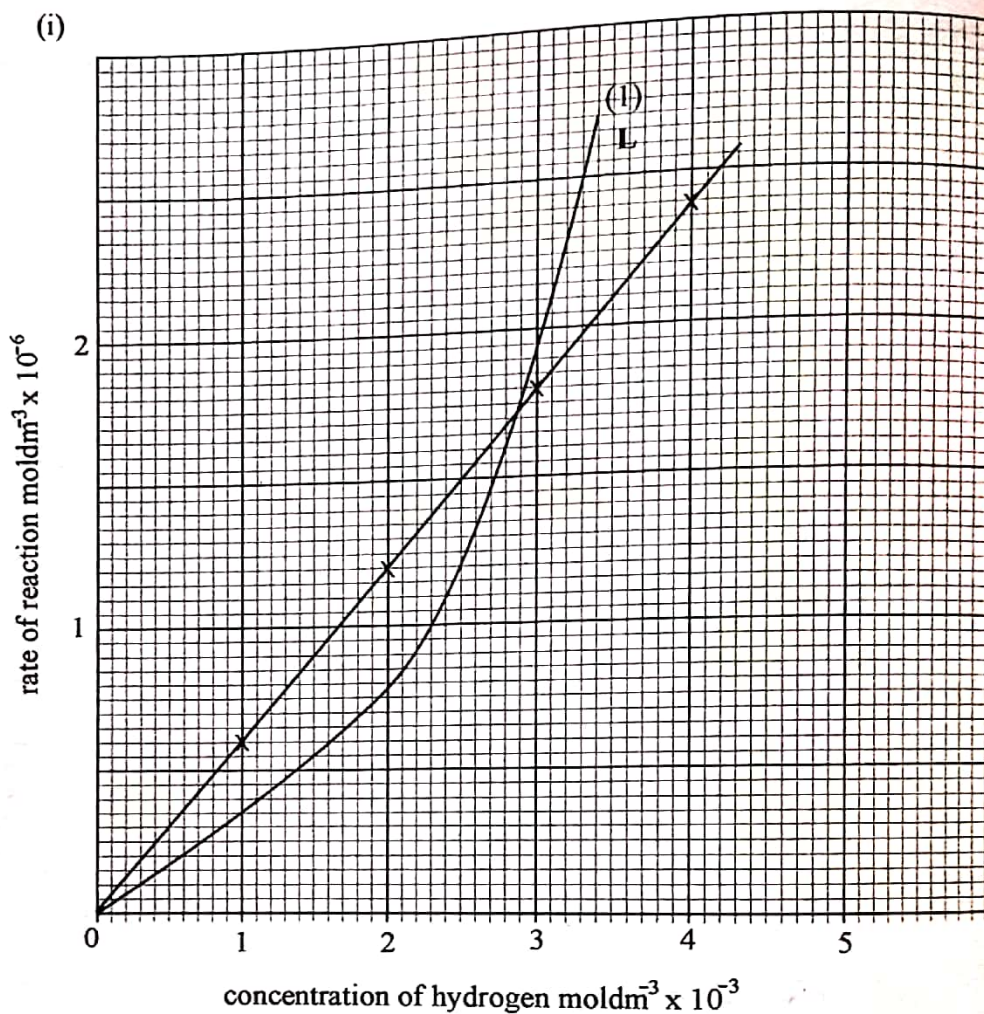 (i)
(1)
L
2
1
rate of reaction moldm⁻³ x 10⁻⁶
0 1 2 3 4 5
concentration of hydrogen moldm⁻³ x 10⁻³